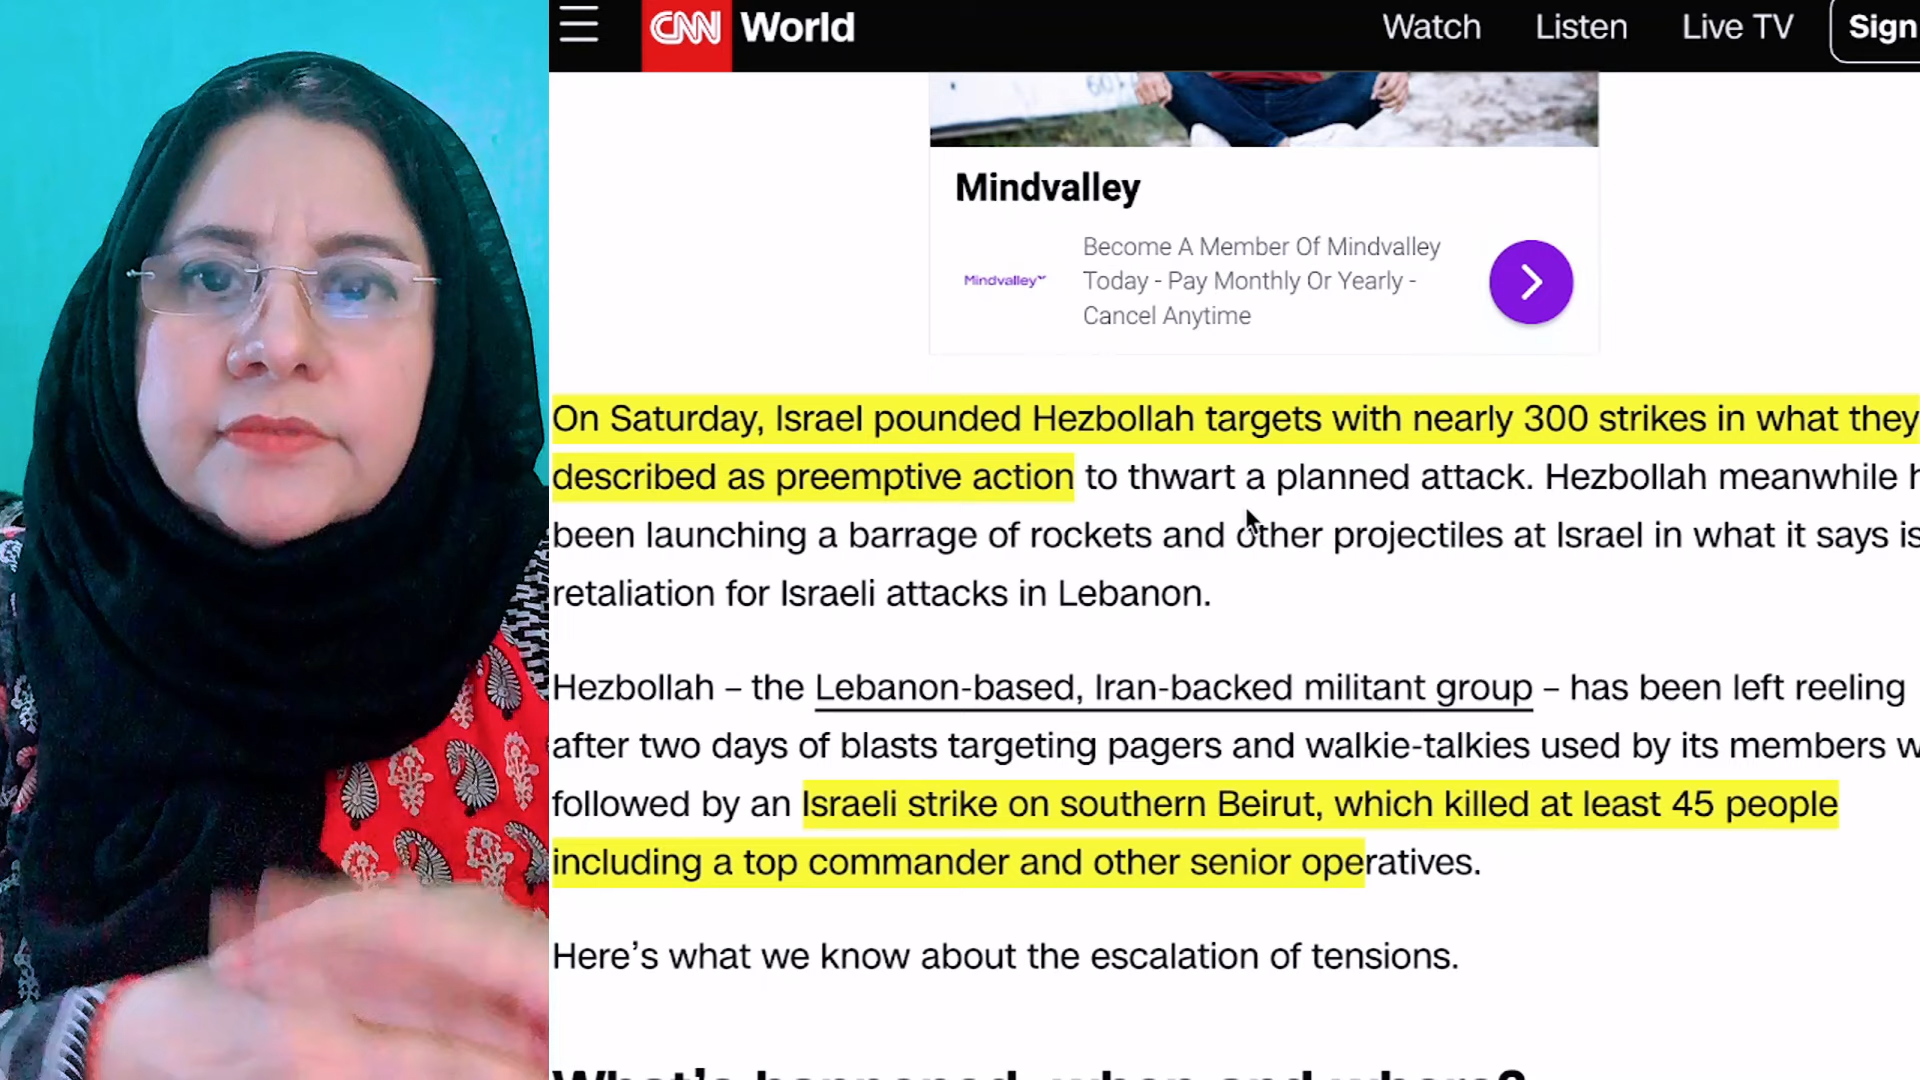 CNN World
Watch Listen Live TV Sign
Mindvalley
Become A Member Of Mindvalley
Mindvalley
Today - Pay Monthly Or Yearly -
Cancel Anytime
On Saturday, Israel pounded Hezbollah targets with nearly 300 strikes in what they
described as preemptive action to thwart a planned attack. Hezbollah meanwhile
been launching a barrage of rockets and other projectiles at Israel in what it says is
retaliation for Israeli attacks in Lebanon.
Hezbollah – the Lebanon-based, Iran-backed militant group – has been left reeling
after two days of blasts targeting pagers and walkie-talkies used by its members
followed by an Israeli strike on southern Beirut, which killed at least 45 people
including a top commander and other senior operatives.
Here’s what we know about the escalation of tensions.
What’s happened, when and where?